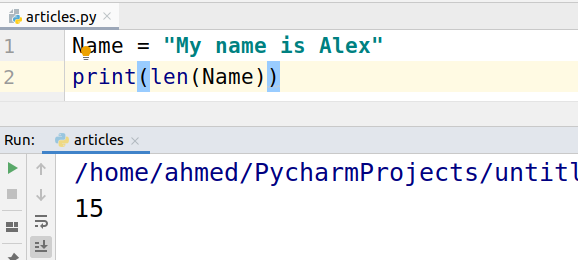 articles.py
1 Name = "My name is Alex"
2 print(len(Name))
Run: articles
/home/ahmed/PycharmProjects/untitl
15